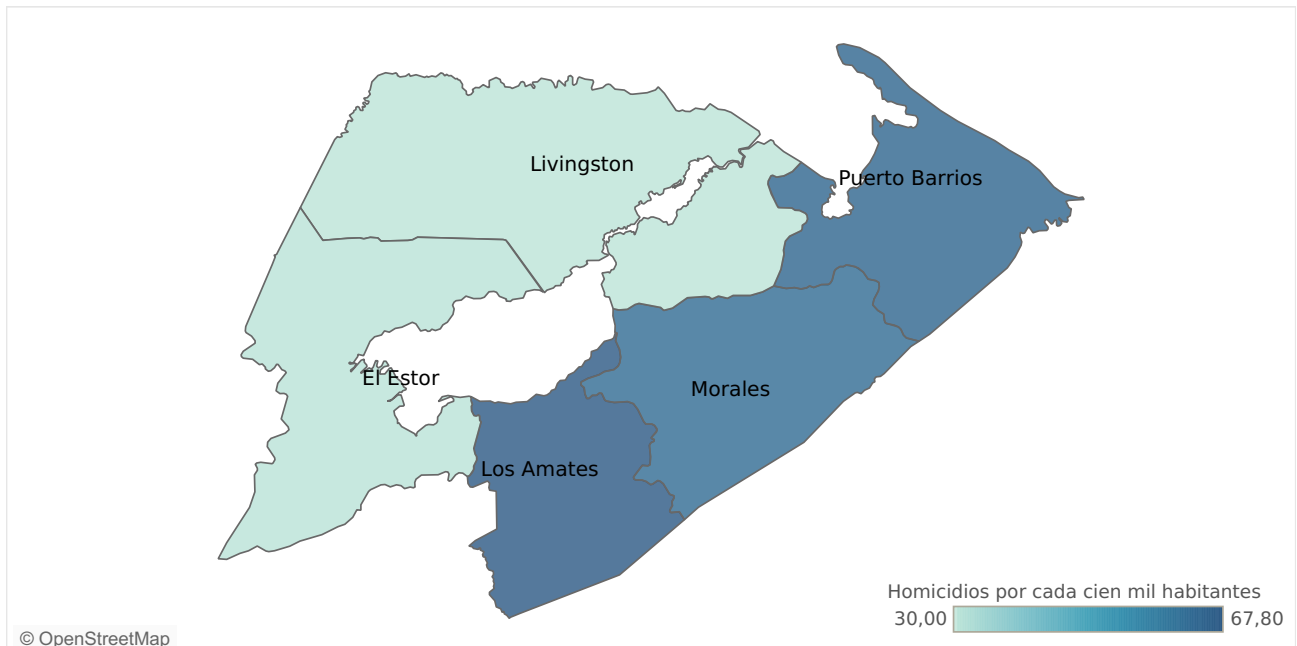 Livingston
Puerto Barrios
El Estor
Morales
Los Amates
Homicidios por cada cien mil habitantes
30,00 67,80
© OpenStreetMap